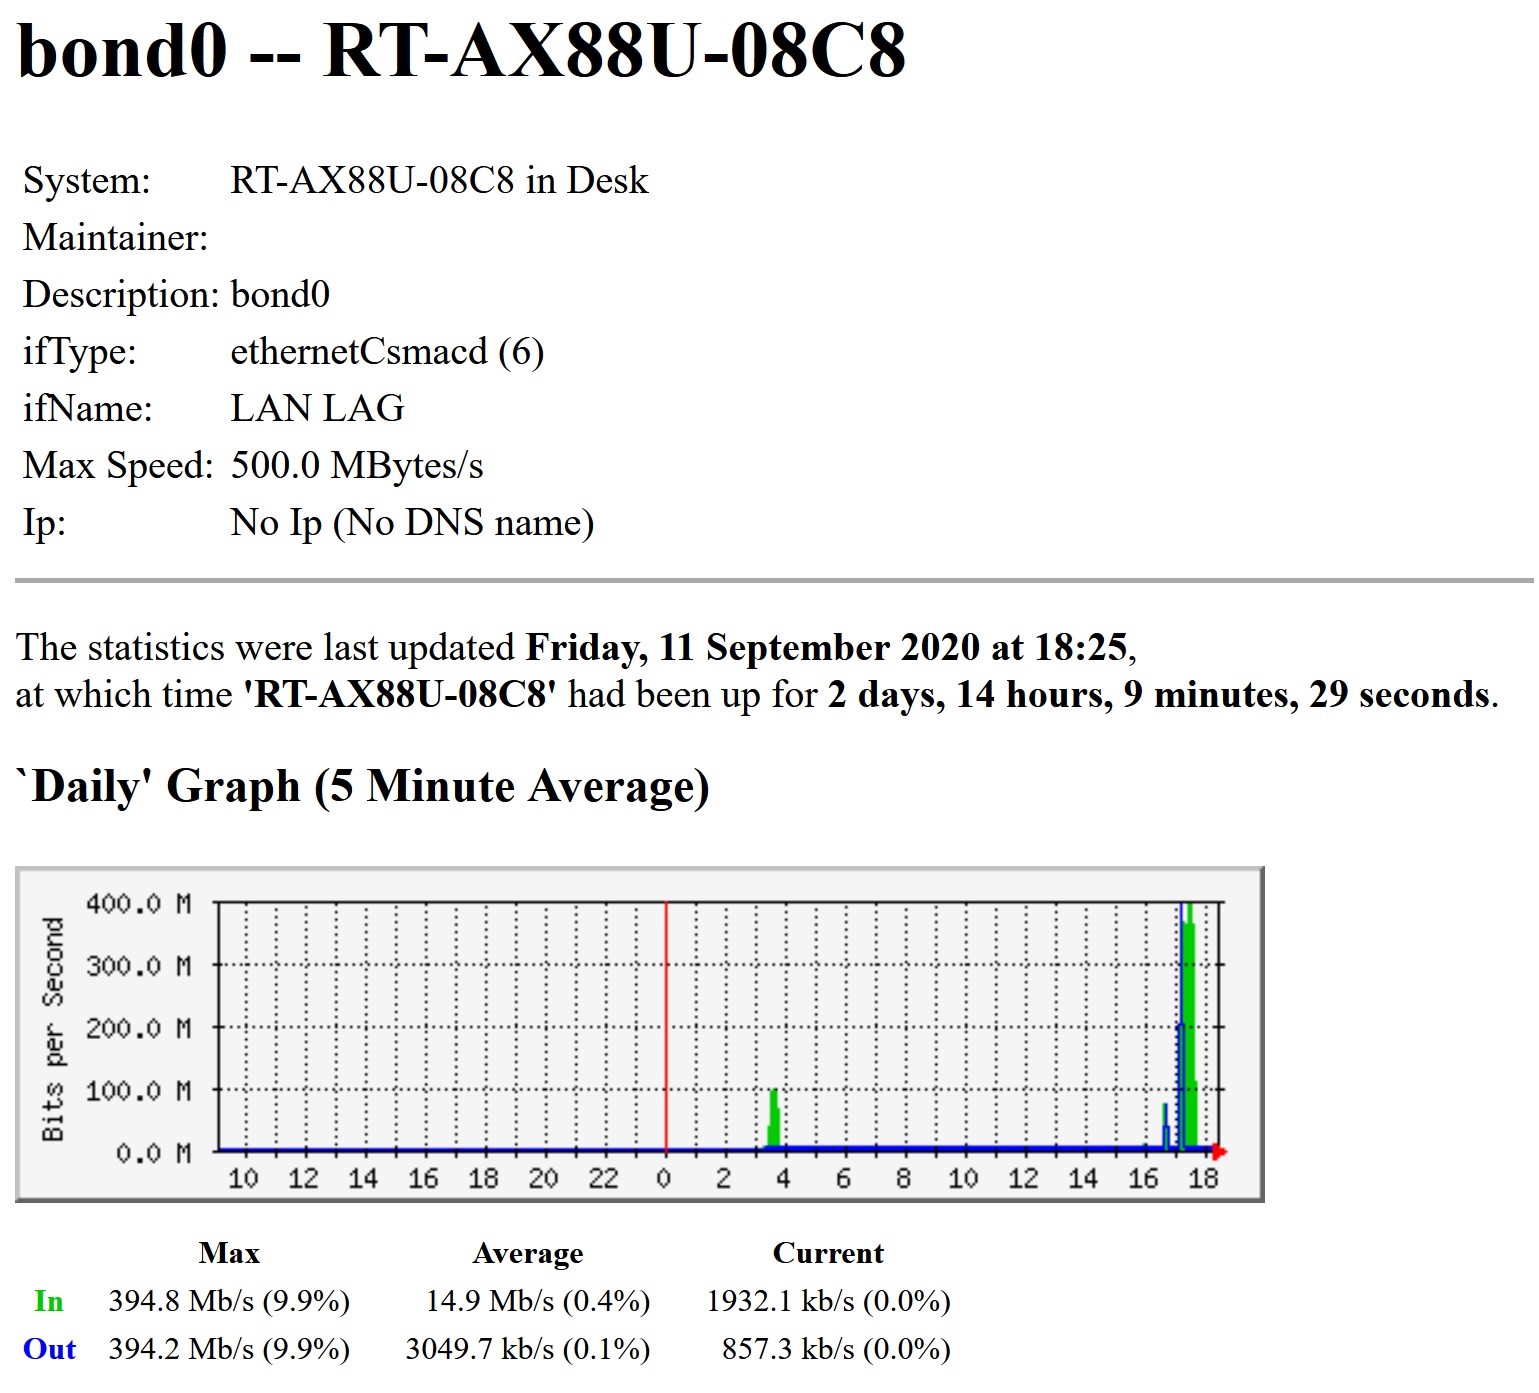 bond0 -- RT-AX88U-08C8
System: RT-AX88U-08C8 in Desk
Maintainer:
Description: bond0
ifType: ethernetCsmacd (6)
ifName: LAN LAG
Max Speed: 500.0 MBytes/s
Ip: No Ip (No DNS name)
The statistics were last updated Friday, 11 September 2020 at 18:25,
at which time 'RT-AX88U-08C8' had been up for 2 days, 14 hours, 9 minutes, 29 seconds.
`Daily' Graph (5 Minute Average)
Bits per Second
400.0 M
300.0 M
200.0 M
100.0 M
0.0 M
10 12 14 16 18 20 22 0 2 4 6 8 10 12 14 16 18
Max Average Current
In 394.8 Mb/s (9.9%) 14.9 Mb/s (0.4%) 1932.1 kb/s (0.0%)
Out 394.2 Mb/s (9.9%) 3049.7 kb/s (0.1%) 857.3 kb/s (0.0%)